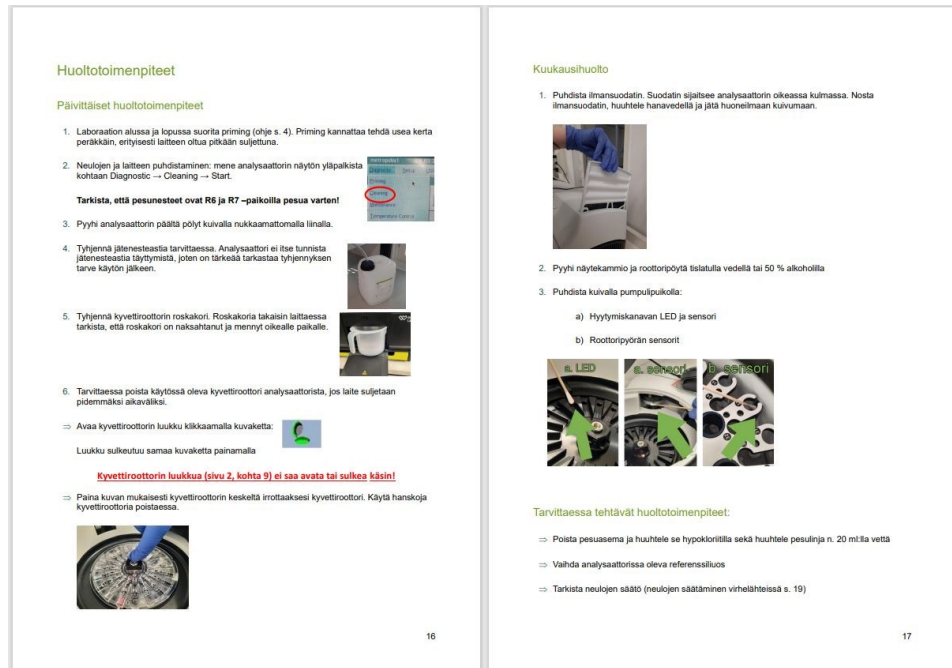 Huoltotoimenpiteet
Päivittäiset huoltotoimenpiteet
1. Laboraation alussa ja lopussa suorita priming (ohje s. 4). Priming kannattaa tehdä usea kerta
peräkkäin, erityisesti laitteen oltua pitkään suljettuna.
2. Neulojen ja laitteen puhdistaminen: mene analysaattorin näytön yläpalkista
kohtaan Diagnostic → Cleaning → Start.
Tarkista, että pesunesteet ovat R6 ja R7 –paikoilla pesua varten!
Diagnostic Setup
Priming
Cleaning
Maintenance
Temperature Control
3. Pyyhi analysaattorin päältä pölyt kuivalla nukkaamattomalla liinalla.
4. Tyhjennä jätenesteastia tarvittaessa. Analysaattori ei itse tunnista
jätenesteastia täyttymistä, joten on tärkeää tarkastaa tyhjennyksen
tarve käytön jälkeen.
5. Tyhjennä kyvettiroottorin roskakori. Roskakoria takaisin laittaessa
tarkista, että roskakori on naksahtanut ja mennyt oikealle paikalle.
6. Tarvittaessa poista käytössä oleva kyvettiroottori analysaattorista, jos laite suljetaan
pidemmäksi aikaväliksi.
⇒ Avaa kyvettiroottorin luukku klikkaamalla kuvaketta:
Luukku sulkeutuu samaa kuvaketta painamalla
Kyvettiroottorin luukkua (sivu 2, kohta 9) ei saa avata tai sulkea käsin!
⇒ Paina kuvan mukaisesti kyvettiroottorin keskeltä irrottaaksesi kyvettiroottori. Käytä hanskoja
kyvettiroottoria poistaessa.
16
Kuukausihuolto
1. Puhdista ilmansuodatin. Suodatin sijaitsee analysaattorin oikeassa kulmassa. Nosta
ilmansuodatin, huuhtele hanavedellä ja jätä huoneilmaan kuivumaan.
2. Pyyhi näytekammio ja roottoripöytä tislatulla vedellä tai 50 % alkoholilla
3. Puhdista kuivalla pumpulipuikolla:
a) Hyytymiskanavan LED ja sensori
b) Roottoripyörän sensorit
a. LED
a. sensori
b. sensori
Tarvittaessa tehtävät huoltotoimenpiteet:
⇒ Poista pesuasema ja huuhtele se hypokloriitilla sekä huuhtele pesulinja n. 20 ml:lla vettä
⇒ Vaihda analysaattorissa oleva referenssiliuos
⇒ Tarkista neulojen säätö (neulojen säätäminen virhelähteissä s. 19)
17